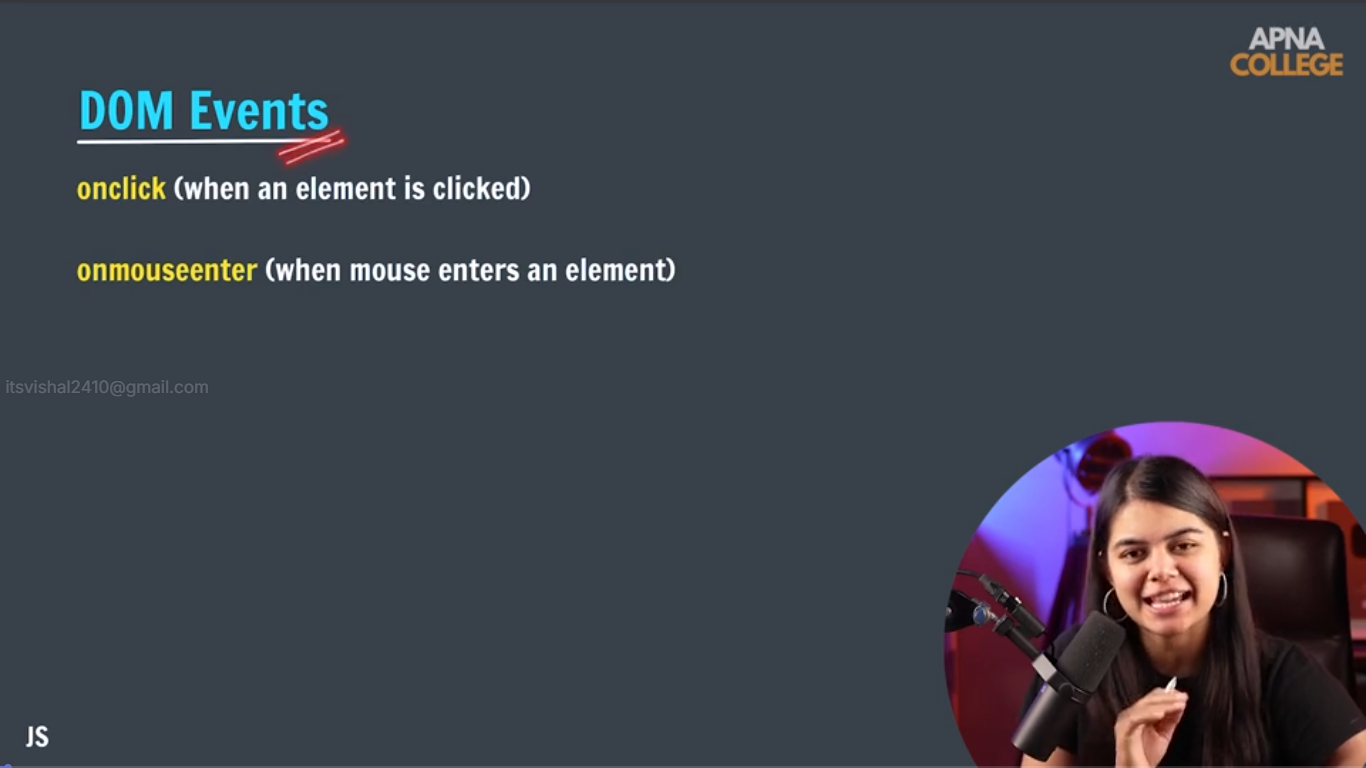 APNA
COLLEGE
DOM Events
onclick (when an element is clicked)
onmouseenter (when mouse enters an element)
itsvishal2410@gmail.com
JS